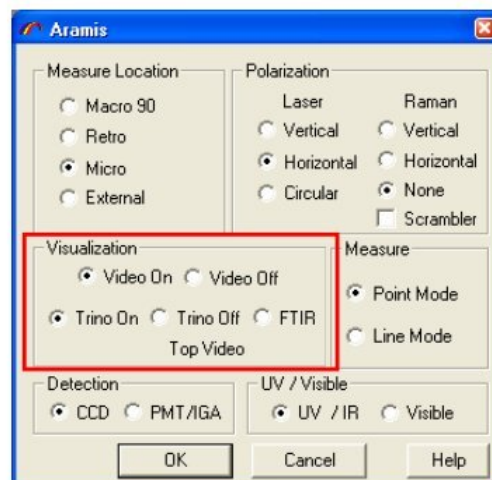 Aramis
Measure Location
Macro 90
Retro
Micro
External
Polarization
Laser Raman
Vertical Vertical
Horizontal Horizontal
Circular None
Scrambler
Visualization
Video On Video Off
Trino On Trino Off FTIR
Top Video
Measure
Point Mode
Line Mode
Detection
CCD PMT/IGA
UV / Visible
UV / IR Visible
OK Cancel Help